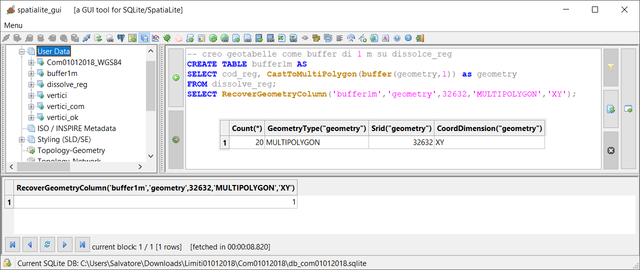 spatialite_gui [a GUI tool for SQLite/SpatiaLite]
Menu
User Data
Com01012018_WGS84
buffer1m
dissolve_reg
vertici
vertici_com
vertici_ok
ISO / INSPIRE Metadata
Styling (SLD/SE)
Topology-Geometry
Topology-Network
-- creo geotabelle come buffer di 1 m su dissolce_reg
CREATE TABLE buffer1m AS
SELECT cod_reg, CastToMultiPolygon(buffer(geometry,1)) as geometry
FROM dissolve_reg;
SELECT RecoverGeometryColumn('buffer1m','geometry',32632,'MULTIPOLYGON','XY');
Count(*) GeometryType("geometry") Srid("geometry") CoordDimension("geometry")
1 20 MULTIPOLYGON 32632 XY
RecoverGeometryColumn('buffer1m','geometry',32632,'MULTIPOLYGON','XY')
1 1
current block: 1 / 1 [1 rows] [fetched in 00:00:08.820]
Current SQLite DB: C:\Users\Salvatore\Downloads\Limiti01012018\Com01012018\db_com01012018.sqlite